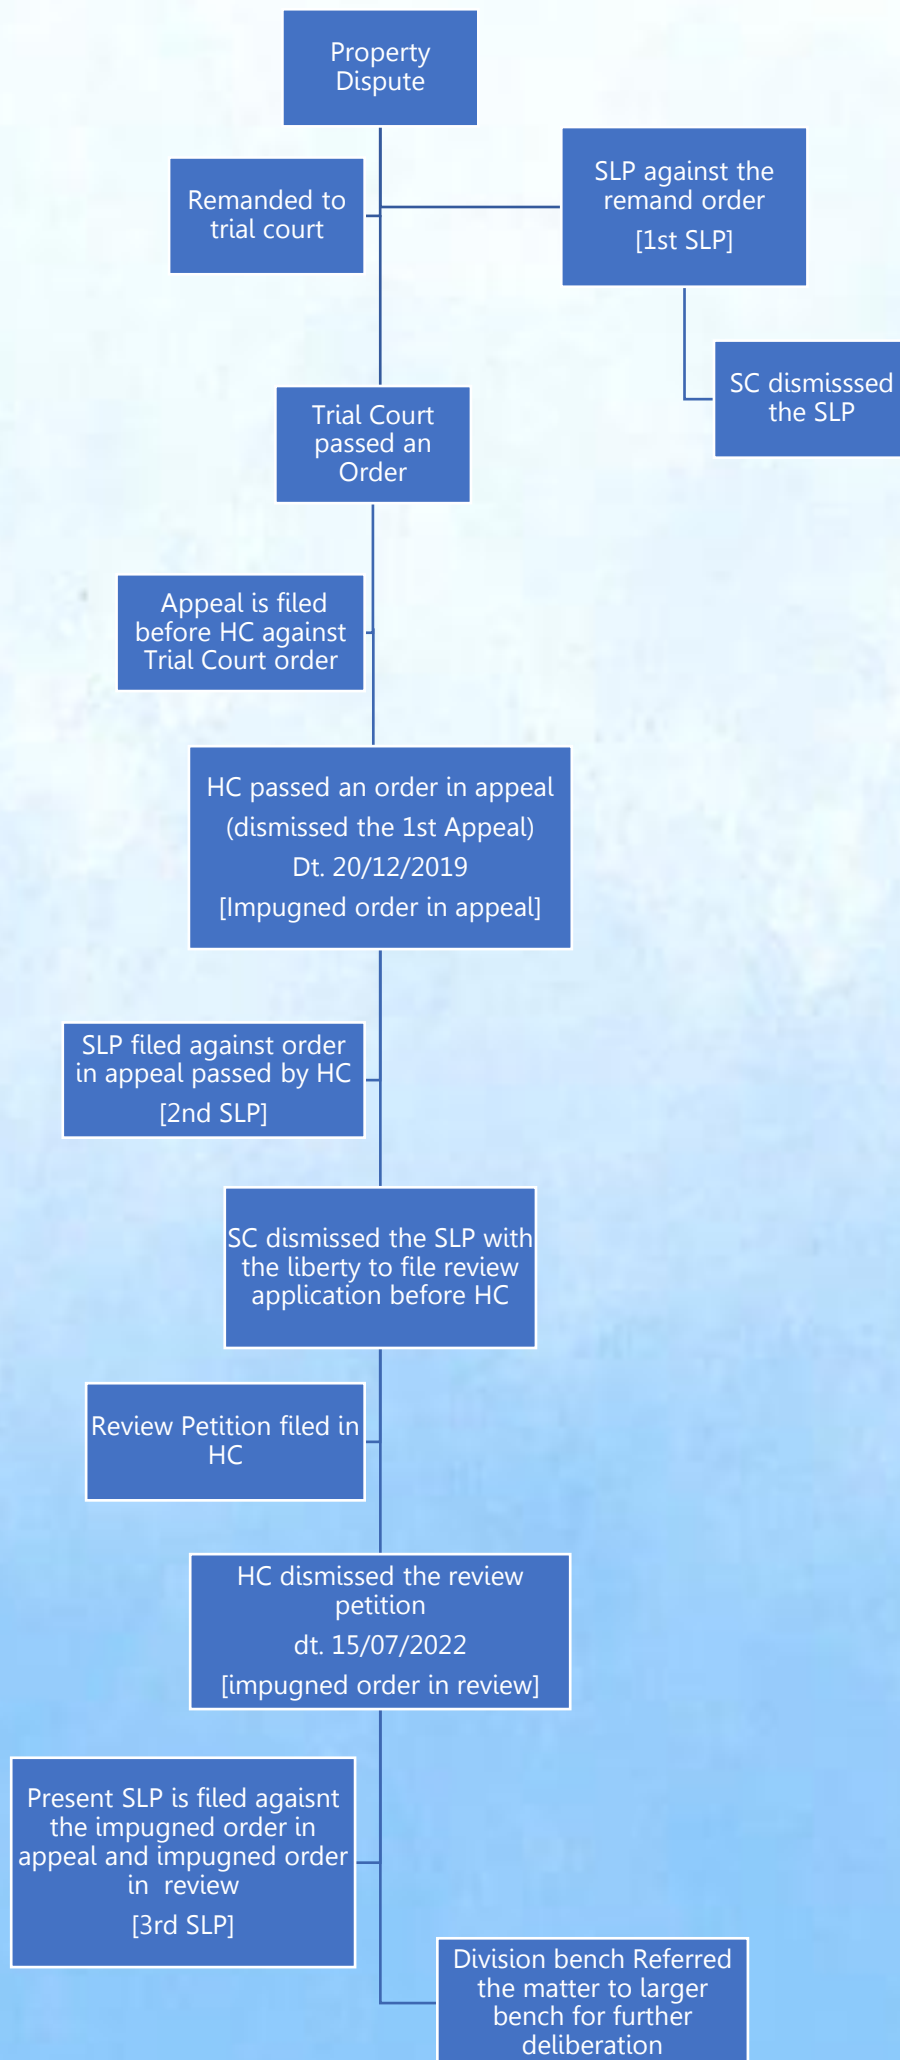 Property
Dispute
Remanded to
trial court
SLP against the
remand order
[1st SLP]
SC dismisssed
the SLP
Trial Court
passed an
Order
Appeal is filed
before HC against
Trial Court order
HC passed an order in appeal
(dismissed the 1st Appeal)
Dt. 20/12/2019
[Impugned order in appeal]
SLP filed against order
in appeal passed by HC
[2nd SLP]
SC dismissed the SLP with
the liberty to file review
application before HC
Review Petition filed in
HC
HC dismissed the review
petition
dt. 15/07/2022
[impugned order in review]
Present SLP is filed agaisnt
the impugned order in
appeal and impugned order
in review
[3rd SLP]
Division bench Referred
the matter to larger
bench for further
deliberation